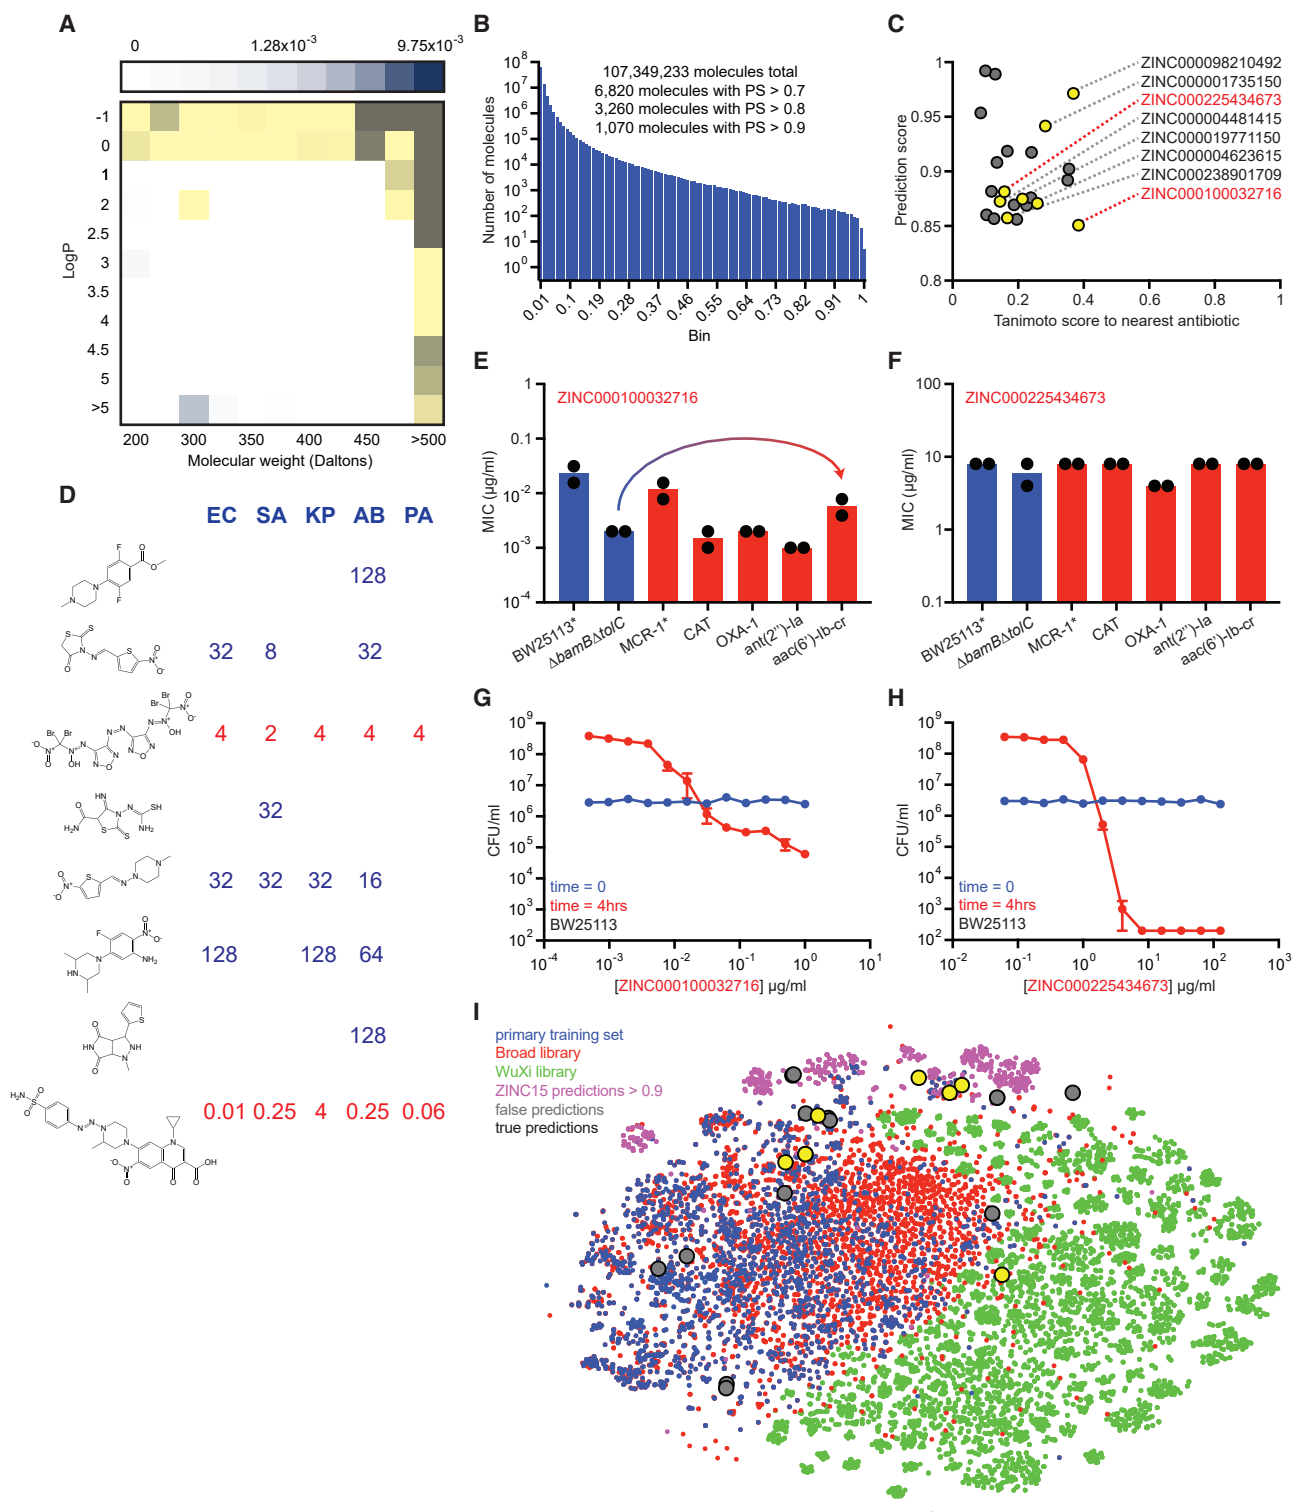 A
0 1.28x10-3 9.75x10-3
-1
0
1
2
2.5
3
3.5
4
4.5
5
>5
LogP
200 300 350 400 450 >500
Molecular weight (Daltons)
B
107,349,233 molecules total
6,820 molecules with PS > 0.7
3,260 molecules with PS > 0.8
1,070 molecules with PS > 0.9
10^8
10^7
10^6
10^5
10^4
10^3
10^2
10^1
10^0
Number of molecules
0.01 0.1 0.19 0.28 0.37 0.46 0.55 0.64 0.73 0.82 0.91 1
Bin
C
1
0.95
0.9
0.85
0.8
Prediction score
ZINC000098210492
ZINC000001735150
ZINC000225434673
ZINC000004481415
ZINC000019771150
ZINC000004623615
ZINC000238901709
ZINC000100032716
0 0.2 0.4 0.6 0.8 1
Tanimoto score to nearest antibiotic
D
EC SA KP AB PA
128
32 8 32
4 2 4 4 4
32
32 32 32 16
128 128 64
128
0.01 0.25 4 0.25 0.06
E
ZINC000100032716
1
0.1
10^-2
10^-3
10^-4
MIC (µg/ml)
BW25113* ΔbamBΔtolC MCR-1* CAT OXA-1 ant(2")-Ia aac(6')-Ib-cr
F
ZINC000225434673
100
10
1
0.1
MIC (µg/ml)
BW25113* ΔbamBΔtolC MCR-1* CAT OXA-1 ant(2")-Ia aac(6')-Ib-cr
G
10^9
10^8
10^7
10^6
10^5
10^4
10^3
10^2
CFU/ml
time = 0
time = 4hrs
BW25113
10^-4 10^-3 10^-2 10^-1 10^0 10^1
[ZINC000100032716] µg/ml
H
10^9
10^8
10^7
10^6
10^5
10^4
10^3
10^2
CFU/ml
time = 0
time = 4hrs
BW25113
10^-2 10^-1 10^0 10^1 10^2 10^3
[ZINC000225434673] µg/ml
I
primary training set
Broad library
WuXi library
ZINC15 predictions > 0.9
false predictions
true predictions